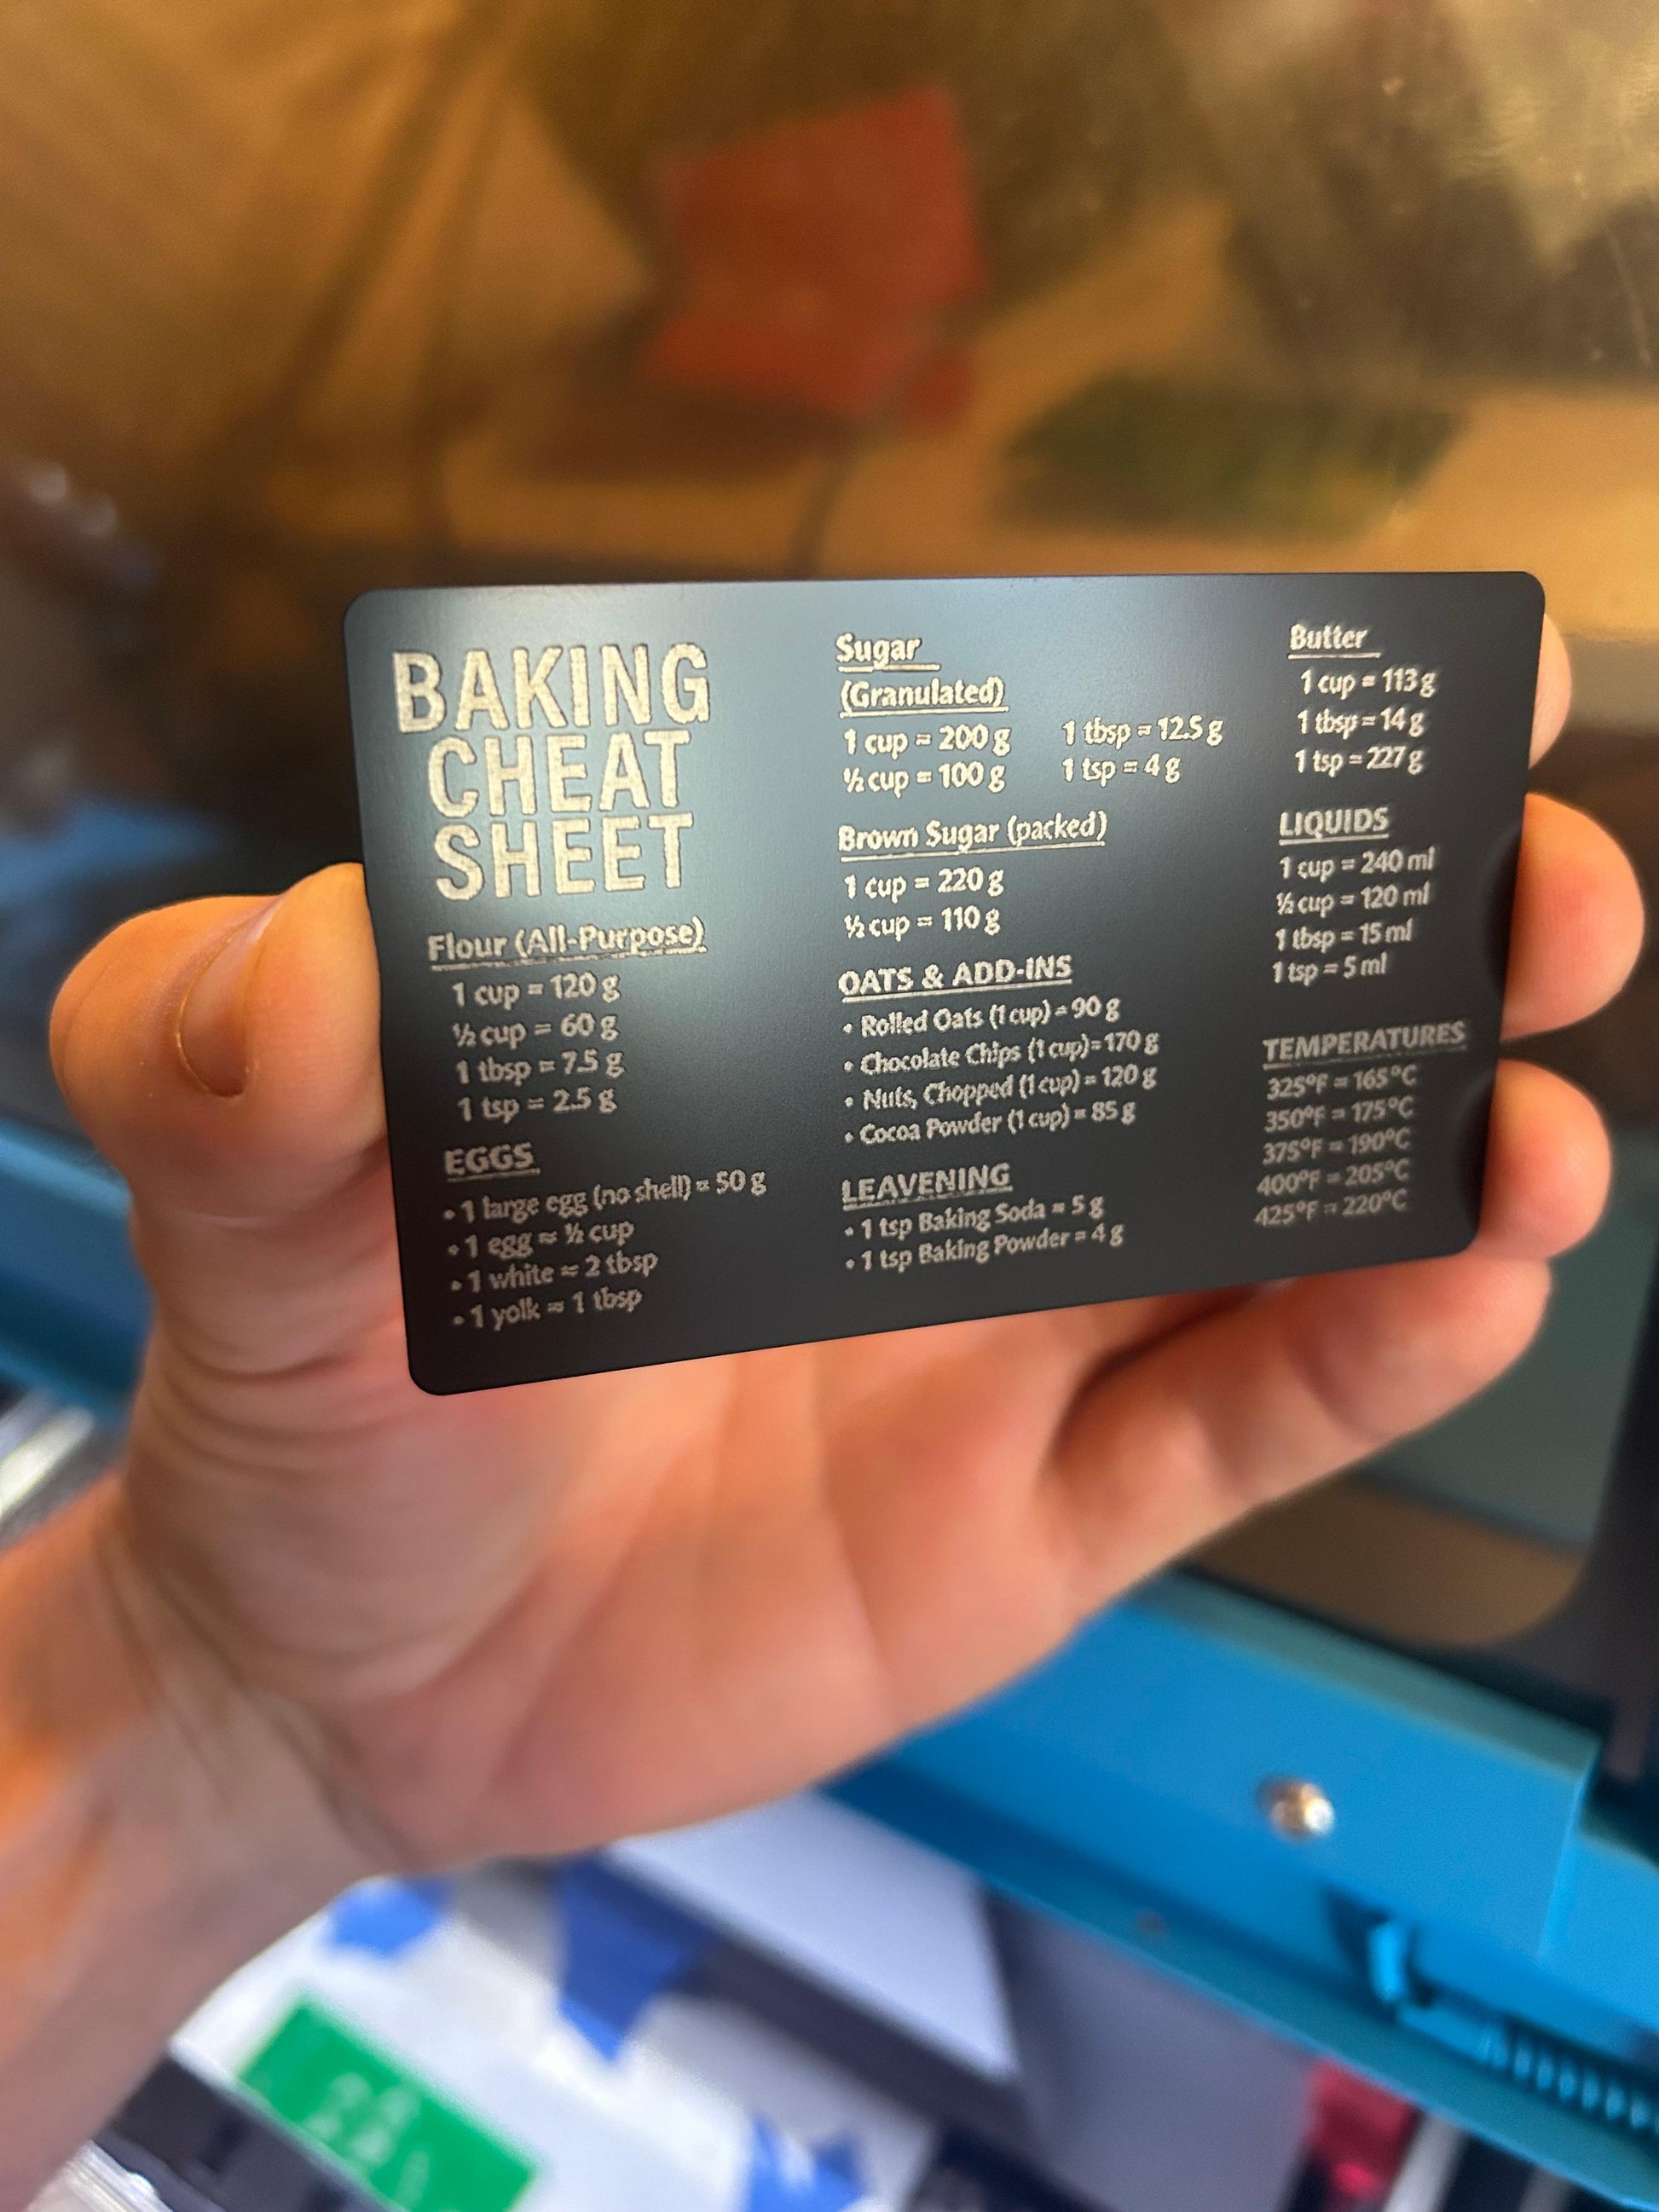 BAKING
CHEAT
SHEET
Flour (All-Purpose)
1 cup = 120 g
½ cup = 60 g
1 tbsp = 7.5 g
1 tsp = 2.5 g
EGGS
• 1 large egg (no shell) = 50 g
• 1 egg ≈ ½ cup
• 1 white ≈ 2 tbsp
• 1 yolk ≈ 1 tbsp
Sugar
(Granulated)
1 cup = 200 g 1 tbsp = 12.5 g
½ cup = 100 g 1 tsp = 4 g
Brown Sugar (packed)
1 cup = 220 g
½ cup = 110 g
OATS & ADD-INS
• Rolled Oats (1 cup) = 90 g
• Chocolate Chips (1 cup) = 170 g
• Nuts, Chopped (1 cup) = 120 g
• Cocoa Powder (1 cup) = 85 g
LEAVENING
• 1 tsp Baking Soda = 5 g
• 1 tsp Baking Powder = 4 g
Butter
1 cup = 113 g
1 tbsp = 14 g
1 tsp = 227 g
LIQUIDS
1 cup = 240 ml
½ cup = 120 ml
1 tbsp = 15 ml
1 tsp = 5 ml
TEMPERATURES
325°F = 165°C
350°F = 175°C
375°F = 190°C
400°F = 205°C
425°F = 220°C